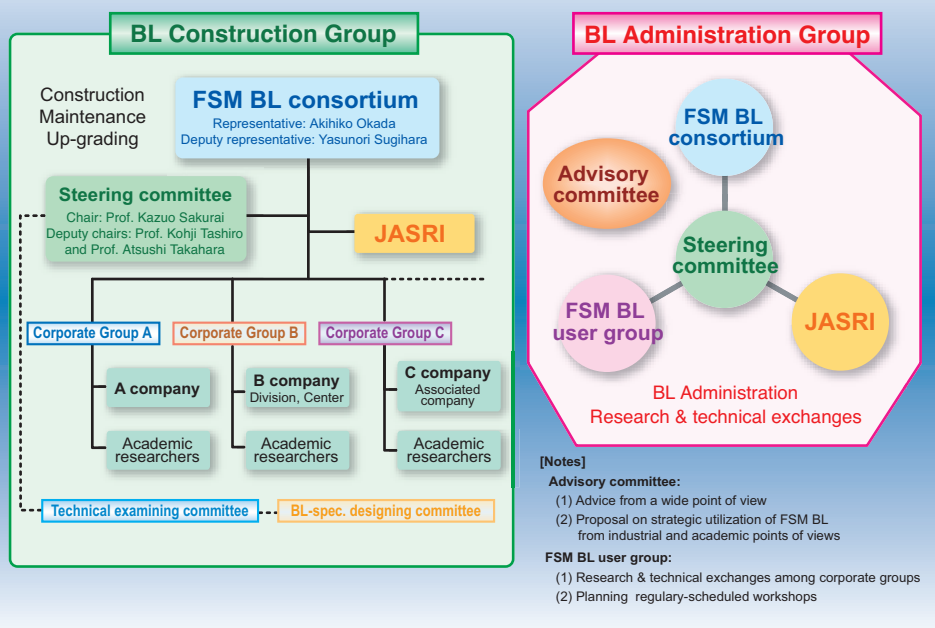 BL Construction Group
Construction
Maintenance
Up-grading
FSM BL consortium
Representative: Akihiko Okada
Deputy representative: Yasunori Sugihara
Steering committee
Chair: Prof. Kazuo Sakurai
Deputy chairs: Prof. Kohji Tashiro
and Prof. Atsushi Takahara
JASRI
Corporate Group A
Corporate Group B
Corporate Group C
A company
B company
Division, Center
C company
Associated
company
Academic
researchers
Academic
researchers
Academic
researchers
Technical examining committee
BL-spec. designing committee
BL Administration Group
FSM BL
consortium
Advisory
committee
Steering
committee
FSM BL
user group
JASRI
BL Administration
Research & technical exchanges
[Notes]
Advisory committee:
(1) Advice from a wide point of view
(2) Proposal on strategic utilization of FSM BL
from industrial and academic points of views
FSM BL user group:
(1) Research & technical exchanges among corporate groups
(2) Planning regulary-scheduled workshops